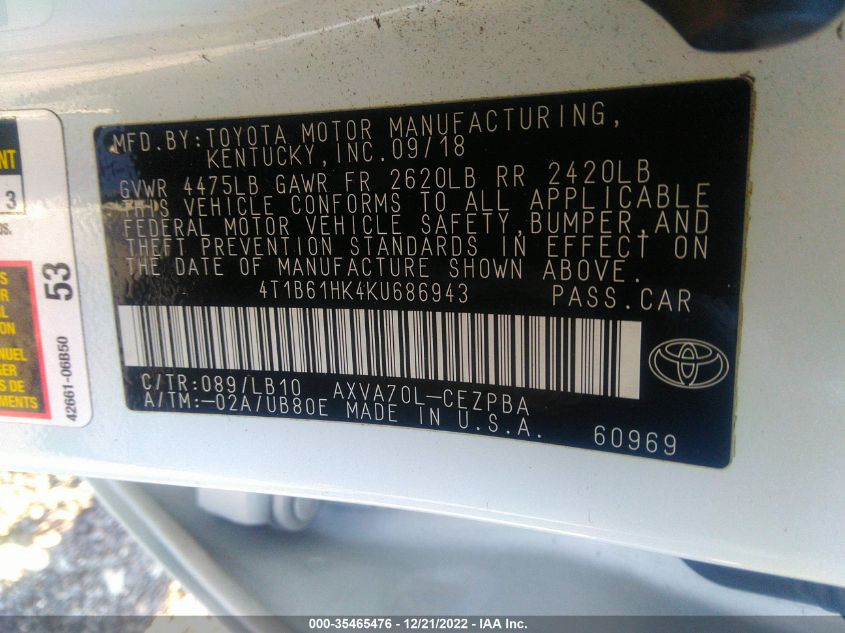 MFD.BY:TOYOTA MOTOR MANUFACTURING,
KENTUCKY,INC.09/18
GVWR 4475LB GAWR FR 2620LB RR 2420LB
THIS VEHICLE CONFORMS TO ALL APPLICABLE
FEDERAL MOTOR VEHICLE SAFETY,BUMPER,AND
THEFT PREVENTION STANDARDS IN EFFECT ON
THE DATE OF MANUFACTURE SHOWN ABOVE.
4T1B61HK4KU686943 PASS.CAR
C/TR:089/LB10 AXVA70L-CEZPBA
A/TM:-02A/UB80E MADE IN U.S.A.
60969
3
53
42661-06B50
DE
000-35465476 - 12/21/2022 - IAA Inc.